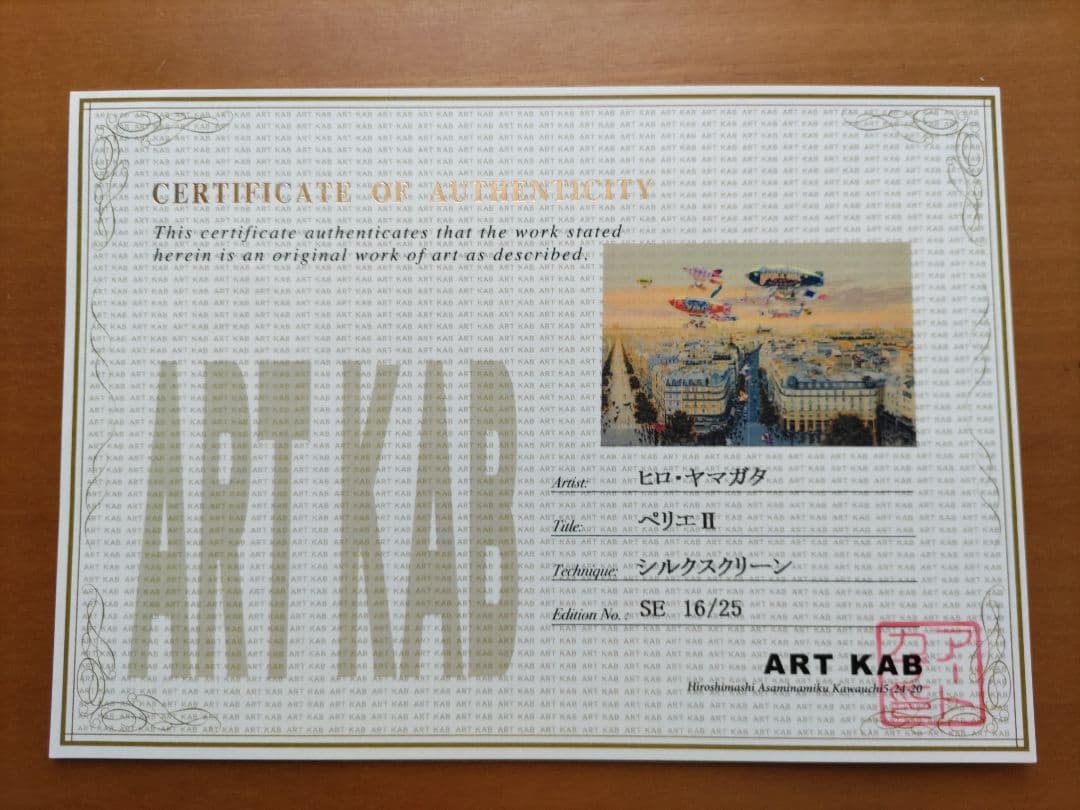 CERTIFICATE OF AUTHENTICITY
This certificate authenticates that the work stated
herein is an original work of art as described.
ART KAB
Artist: ヒロ・ヤマガタ
Title: ペリエⅡ
Technique: シルクスクリーン
Edition No.: SE 16/25
ART KAB
Hiroshimashi Asaminamiku Kawauchi5-24-20